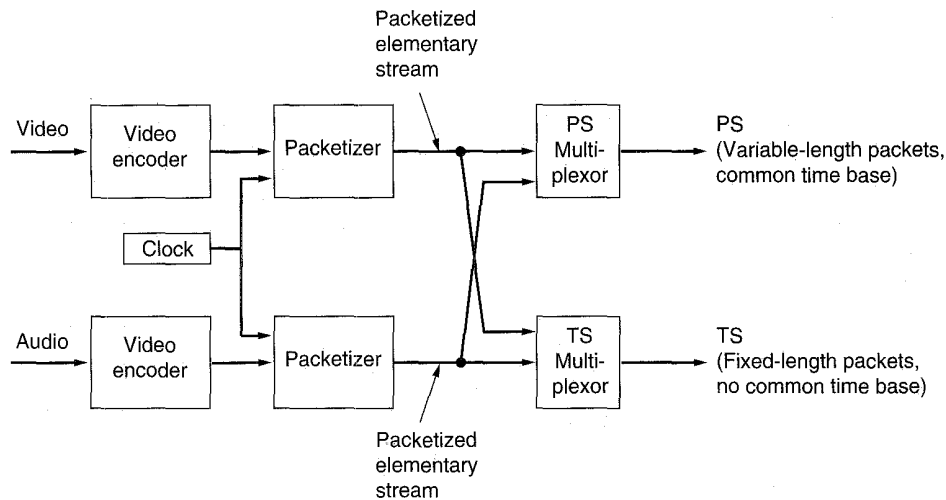 Packetized
elementary
stream
Video
Video
encoder
Packetizer
PS
Multi-
plexor
PS
(Variable-length packets,
common time base)
Clock
Audio
Video
encoder
Packetizer
TS
Multi-
plexor
TS
(Fixed-length packets,
no common time base)
Packetized
elementary
stream